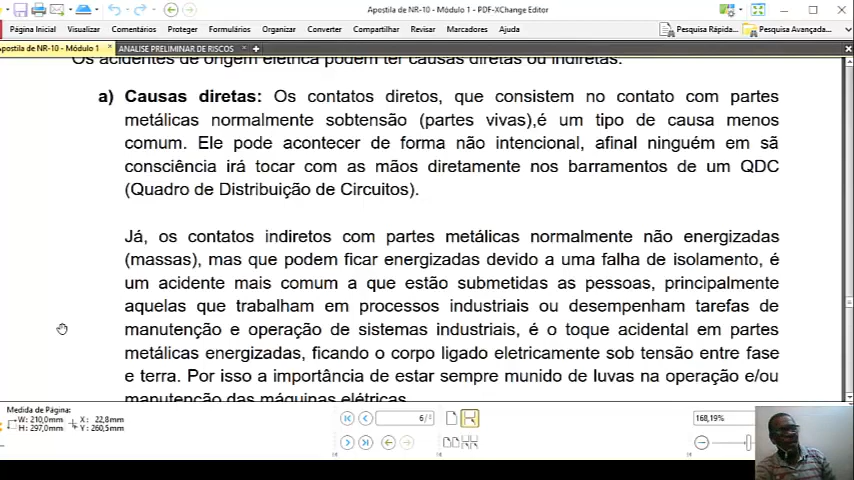 Apostila de NR-10 - Módulo 1 - PDF-XChange Editor
Página Inicial Visualizar Comentários Proteger Formulários Organizar Converter Compartilhar Revisar Marcadores Ajuda Pesquisa Rápida... Pesquisa Avançada...
Apostila de NR-10 - Módulo 1 ANALISE PRELIMINAR DE RISCOS
Os acidentes de origem elétrica podem ter causas diretas ou indiretas.
a) Causas diretas: Os contatos diretos, que consistem no contato com partes
metálicas normalmente sobtensão (partes vivas),é um tipo de causa menos
comum. Ele pode acontecer de forma não intencional, afinal ninguém em sã
consciência irá tocar com as mãos diretamente nos barramentos de um QDC
(Quadro de Distribuição de Circuitos).
Já, os contatos indiretos com partes metálicas normalmente não energizadas
(massas), mas que podem ficar energizadas devido a uma falha de isolamento, é
um acidente mais comum a que estão submetidas as pessoas, principalmente
aquelas que trabalham em processos industriais ou desempenham tarefas de
manutenção e operação de sistemas industriais, é o toque acidental em partes
metálicas energizadas, ficando o corpo ligado eletricamente sob tensão entre fase
e terra. Por isso a importância de estar sempre munido de luvas na operação e/ou
manutenção das máquinas elétricas.
Medida de Página:
W: 210,0mm X: 22,8mm
H: 297,0mm Y: 260,5mm
6/
168,19%